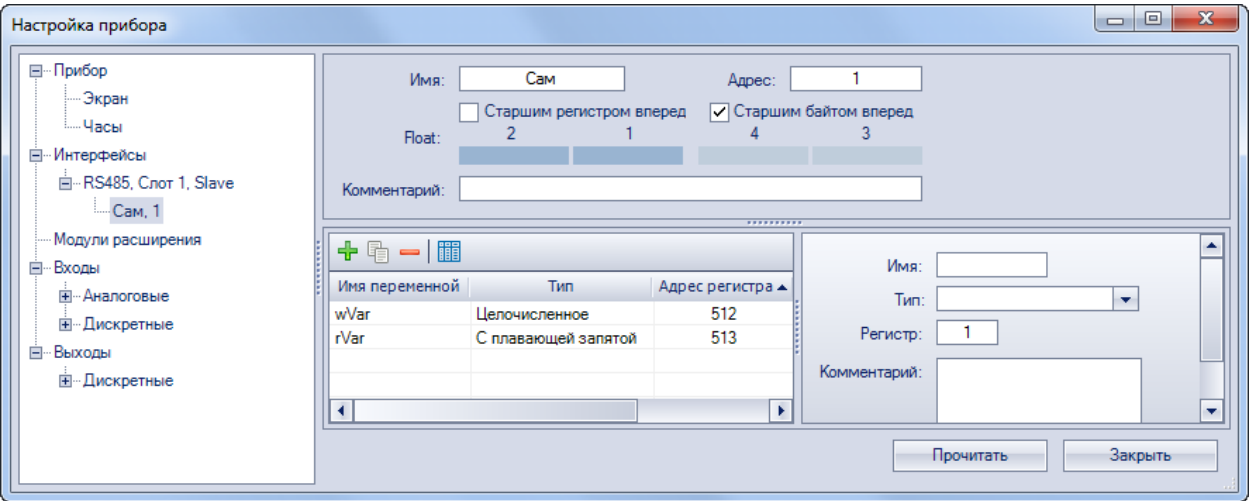 Настройка прибора
Прибор
Экран
Часы
Интерфейсы
RS485, Слот 1, Slave
Сам, 1
Модули расширения
Входы
Аналоговые
Дискретные
Выходы
Дискретные
Имя: Сам Адрес: 1
Старшим регистром вперед Старшим байтом вперед
Float: 2 1 4 3
Комментарий:
Имя переменной Тип Адрес регистра
wVar Целочисленное 512
rVar С плавающей запятой 513
Имя:
Тип:
Регистр: 1
Комментарий:
Прочитать Закрыть